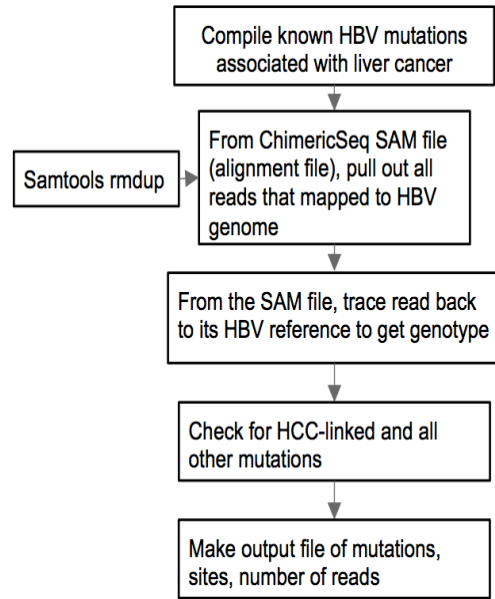 Compile known HBV mutations
associated with liver cancer
Samtools rmdup
From ChimericSeq SAM file
(alignment file), pull out all
reads that mapped to HBV
genome
From the SAM file, trace read back
to its HBV reference to get genotype
Check for HCC-linked and all
other mutations
Make output file of mutations,
sites, number of reads